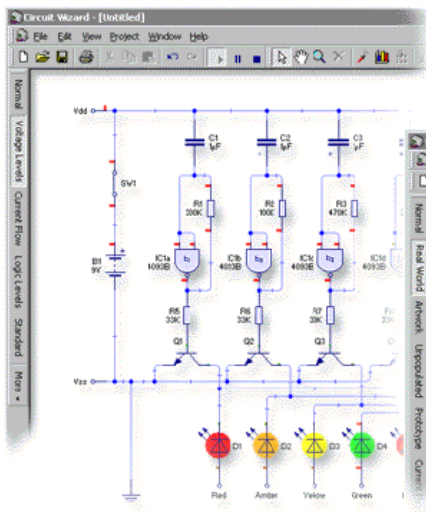 Circuit Wizard - [Untitled]
File Edit View Project Window Help
Normal
Voltage Levels
Current Flow
Logic Levels
Standard
More
Vdd
SW1
B1
9V
Vss
C1
1µF
C2
1µF
C3
1µF
R1
200K
R2
100K
R3
470K
IC1a
4093B
IC1b
4093B
IC1c
4093B
IC1d
4093B
R5
33K
R6
33K
R7
33K
Q1
Q2
Q3
D1
D2
D3
D4
Red
Amber
Yellow
Green
Normal
Real World
Artwork
Unpopulated
Prototype